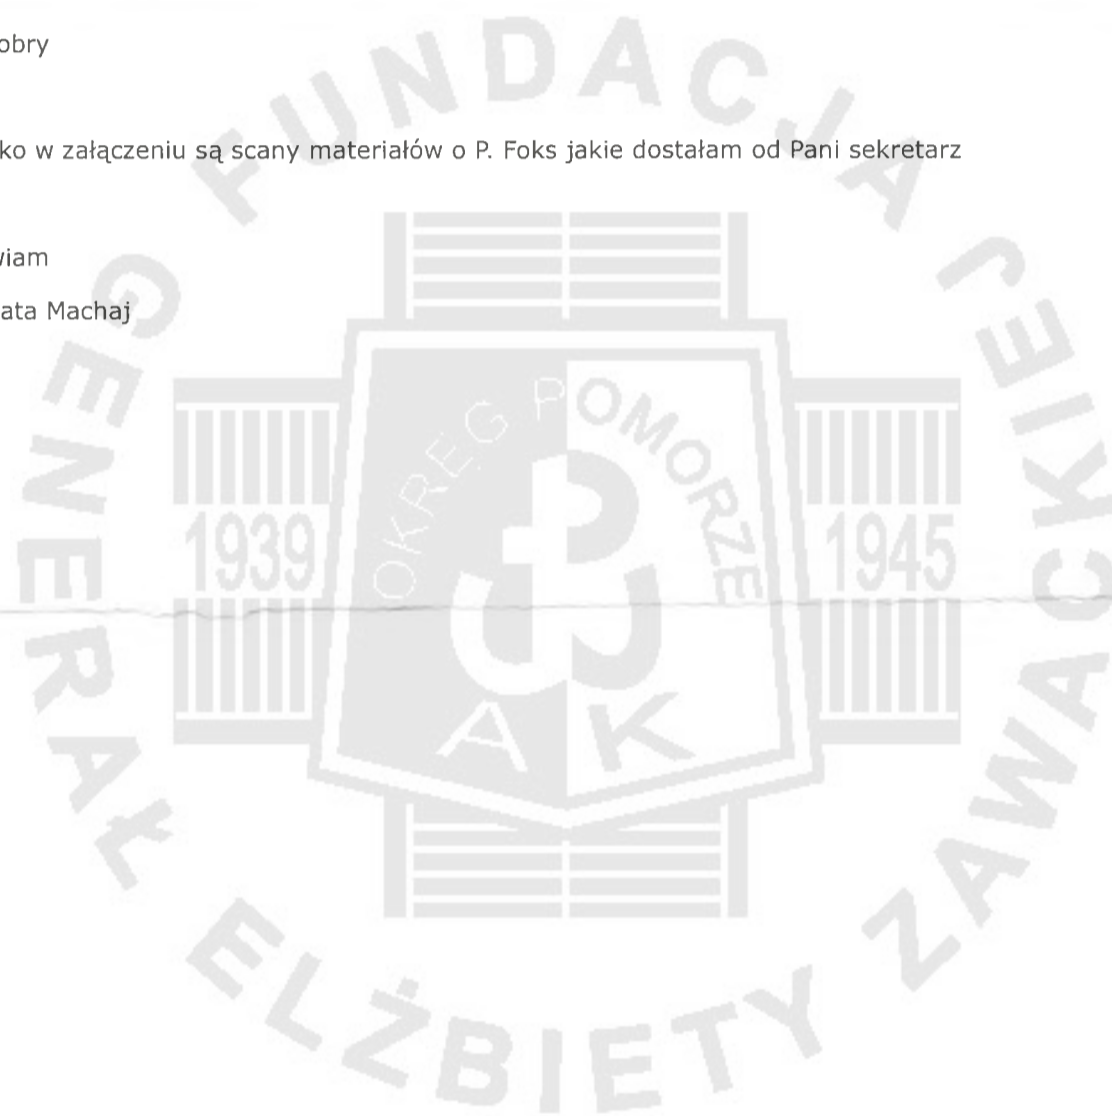 obry
ko w załączeniu są scany materiałów o P. Foks jakie dostałam od Pani sekretarz
wiam
ata Machaj
FUNDACJA GENERAŁ ELŻBIETY ZAWACKIEJ
OKRĘG POMORZE
1939
1945
A K